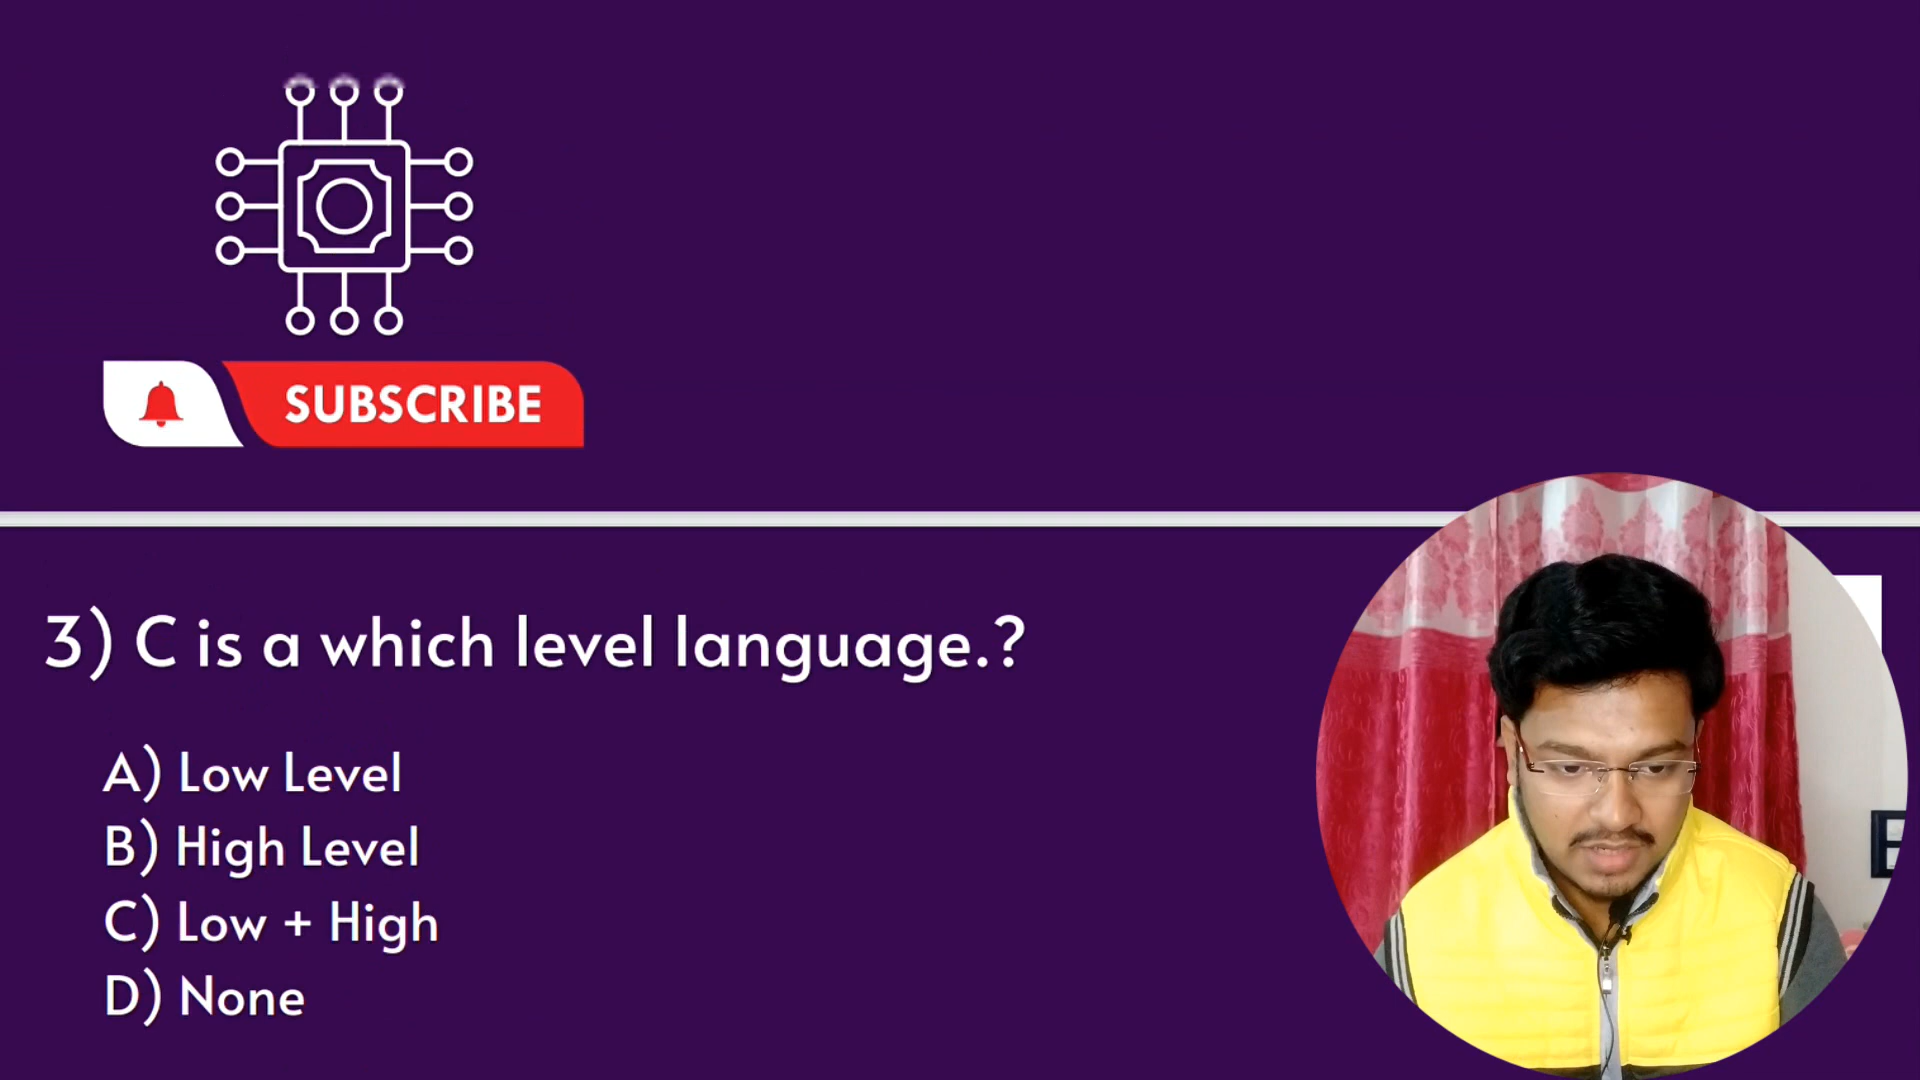 SUBSCRIBE
3) C is a which level language.?
A) Low Level
B) High Level
C) Low + High
D) None